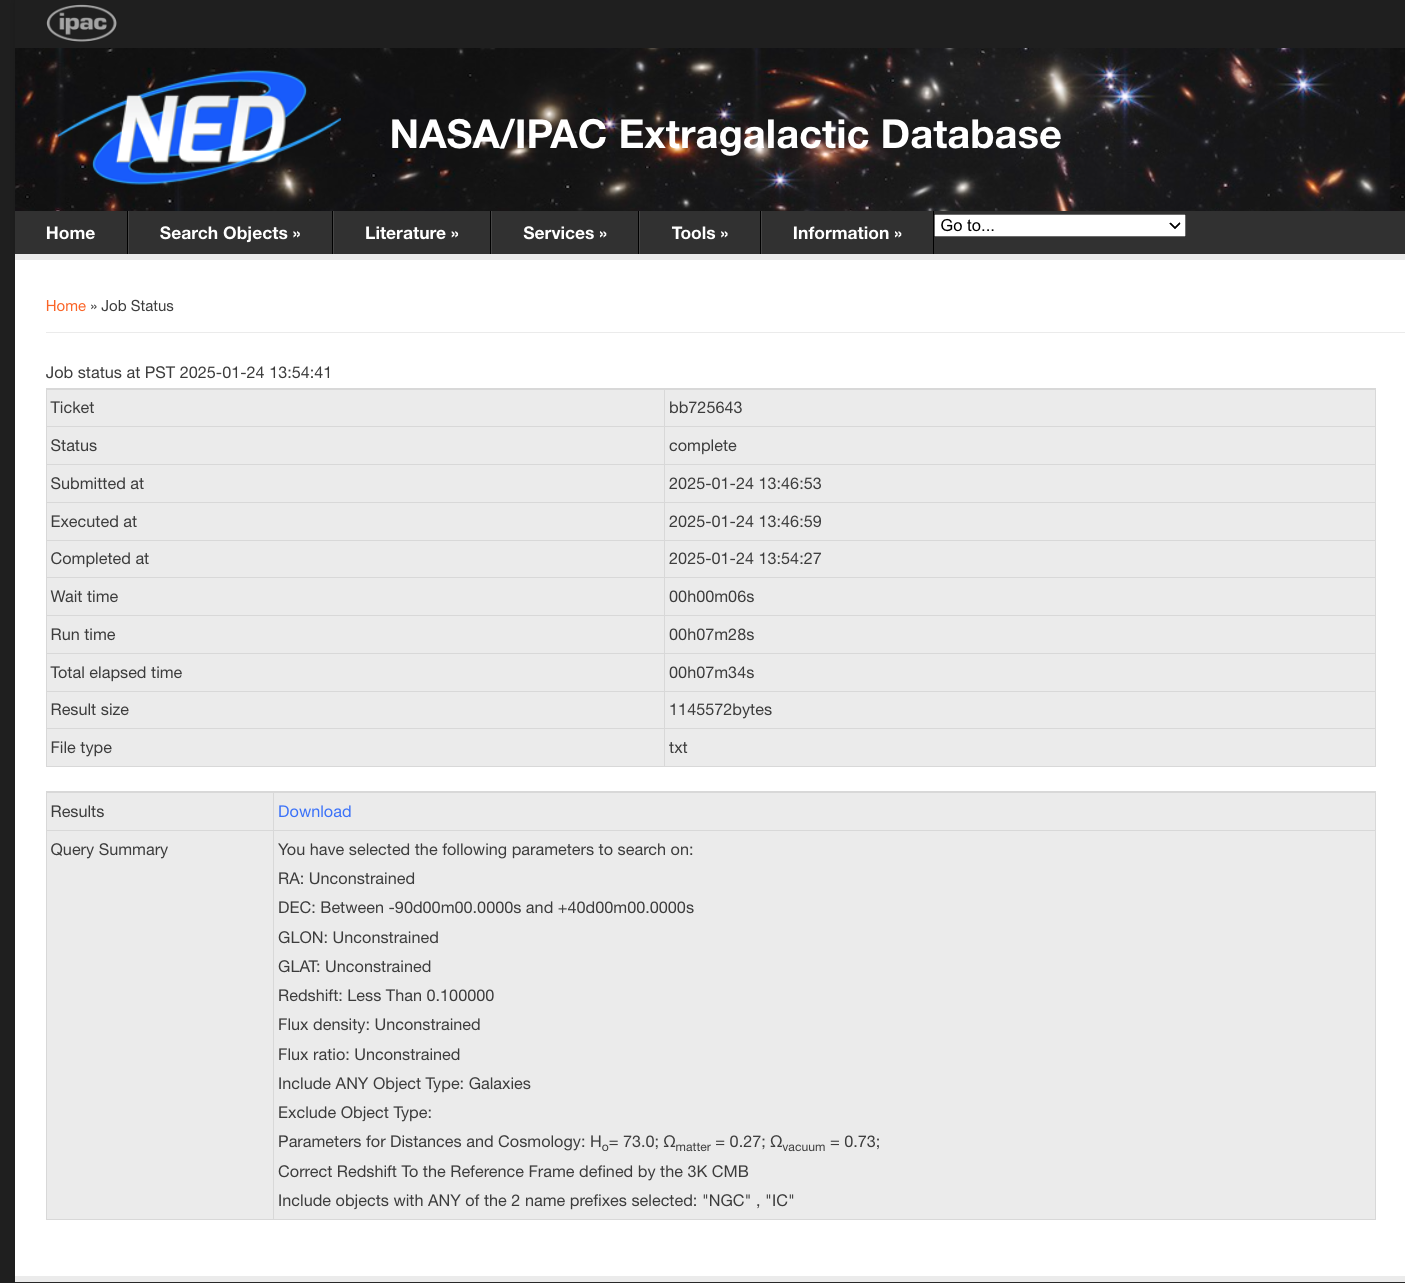 ipac
NED
NASA/IPAC Extragalactic Database
Home
Search Objects »
Literature »
Services »
Tools »
Information »
Go to...
Home » Job Status
Job status at PST 2025-01-24 13:54:41
Ticket bb725643
Status complete
Submitted at 2025-01-24 13:46:53
Executed at 2025-01-24 13:46:59
Completed at 2025-01-24 13:54:27
Wait time 00h00m06s
Run time 00h07m28s
Total elapsed time 00h07m34s
Result size 1145572bytes
File type txt
Results Download
Query Summary You have selected the following parameters to search on:
RA: Unconstrained
DEC: Between -90d00m00.0000s and +40d00m00.0000s
GLON: Unconstrained
GLAT: Unconstrained
Redshift: Less Than 0.100000
Flux density: Unconstrained
Flux ratio: Unconstrained
Include ANY Object Type: Galaxies
Exclude Object Type:
Parameters for Distances and Cosmology: Ho= 73.0; Ωmatter = 0.27; Ωvacuum = 0.73;
Correct Redshift To the Reference Frame defined by the 3K CMB
Include objects with ANY of the 2 name prefixes selected: "NGC" , "IC"